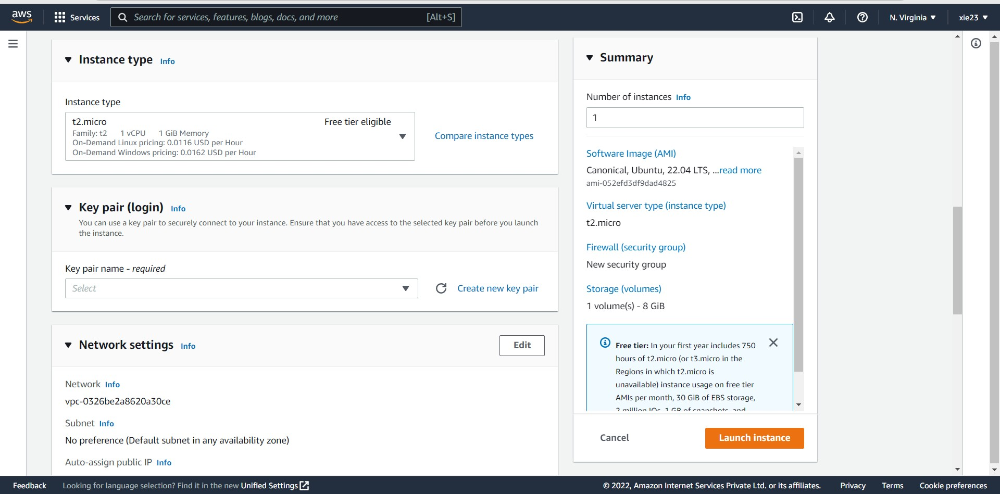 aws
Services
Search for services, features, blogs, docs, and more
[Alt+S]
N. Virginia
xie23
Instance type Info
Instance type
t2.micro Free tier eligible
Family: t2 1 vCPU 1 GiB Memory
On-Demand Linux pricing: 0.0116 USD per Hour
On-Demand Windows pricing: 0.0162 USD per Hour
Compare instance types
Key pair (login) Info
You can use a key pair to securely connect to your instance. Ensure that you have access to the selected key pair before you launch
the instance.
Key pair name - required
Select
Create new key pair
Network settings Info
Edit
Network Info
vpc-0326be2a8620a30ce
Subnet Info
No preference (Default subnet in any availability zone)
Auto-assign public IP Info
Summary
Number of instances Info
1
Software Image (AMI)
Canonical, Ubuntu, 22.04 LTS, ...read more
ami-052efd3df9dad4825
Virtual server type (instance type)
t2.micro
Firewall (security group)
New security group
Storage (volumes)
1 volume(s) - 8 GiB
Free tier: In your first year includes 750
hours of t2.micro (or t3.micro in the
Regions in which t2.micro is
unavailable) instance usage on free tier
AMIs per month, 30 GiB of EBS storage,
2 million IOs, 1 GB of snapshots, and
Cancel
Launch instance
Feedback
Looking for language selection? Find it in the new Unified Settings
© 2022, Amazon Internet Services Private Ltd. or its affiliates.
Privacy
Terms
Cookie preferences